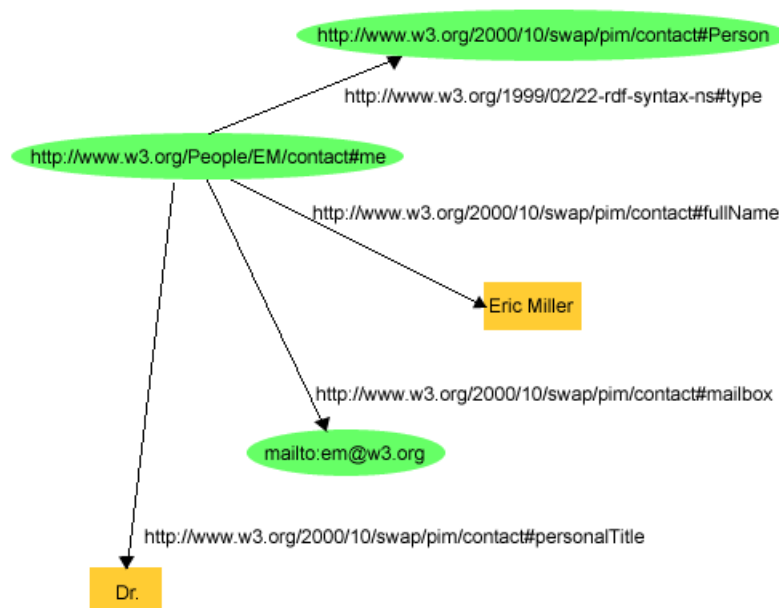 http://www.w3.org/2000/10/swap/pim/contact#Person
http://www.w3.org/1999/02/22-rdf-syntax-ns#type
http://www.w3.org/People/EM/contact#me
http://www.w3.org/2000/10/swap/pim/contact#fullName
Eric Miller
http://www.w3.org/2000/10/swap/pim/contact#mailbox
mailto:em@w3.org
http://www.w3.org/2000/10/swap/pim/contact#personalTitle
Dr.